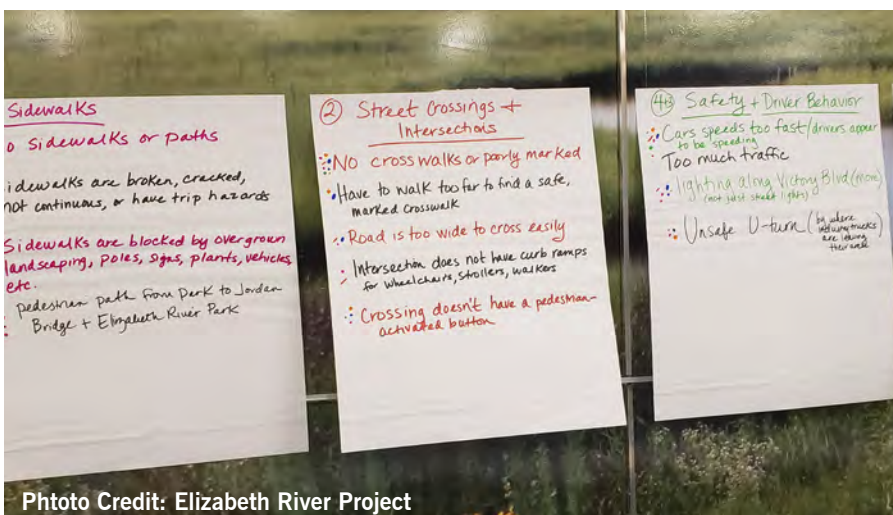 Sidewalks
o Sidewalks or paths
idewalks are broken, cracked,
not continuous, or have trip hazards
Sidewalks are blocked by overgrown
landscaping, poles, signs, plants, vehicles,
etc.
pedestrian path from Park to Jordan
Bridge + Elizabeth River Park
② Street Crossings +
Intersections
No crosswalks or poorly marked
Have to walk too far to find a safe,
marked crosswalk
Road is too wide to cross easily
Intersection does not have curb ramps
for wheelchairs, strollers, walkers
Crossing doesn't have a pedestrian-
activated button
Safety + Driver Behavior
Cars speeds too fast/drivers appear
to be speeding
Too much traffic
lighting along Victory Blvd (more)
(not just street lights)
Unsafe U-turn (by where
trucks
are
their
Phtoto Credit: Elizabeth River Project